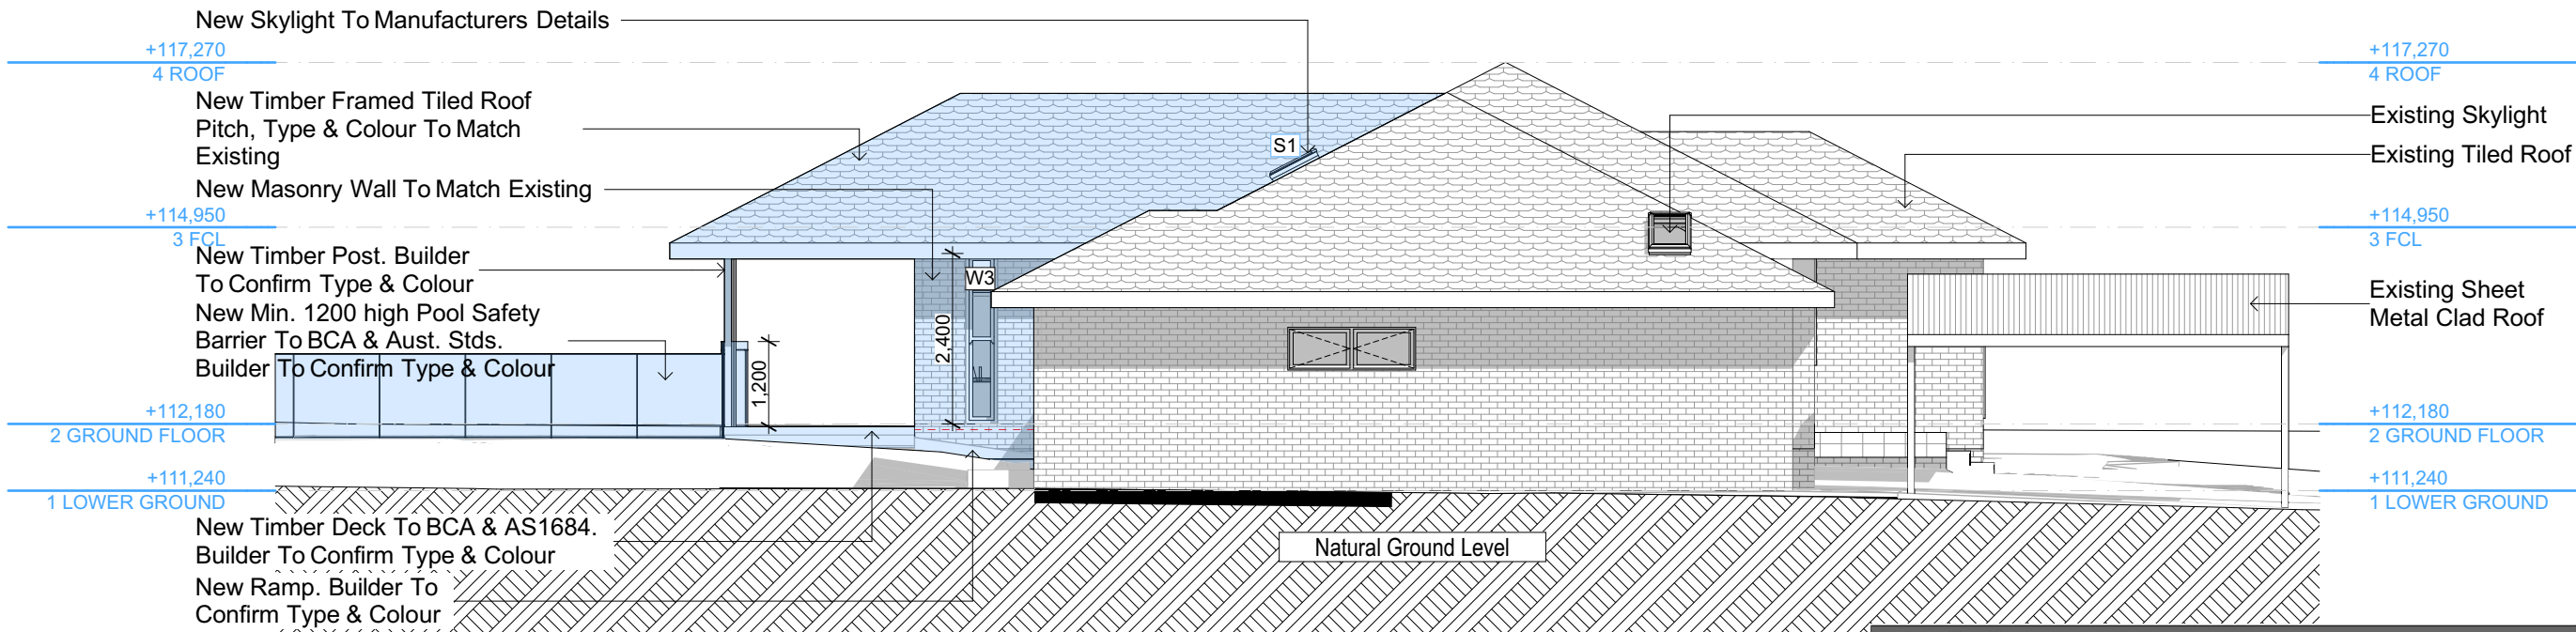 New Skylight To Manufacturers Details
+117,270
4 ROOF
New Timber Framed Tiled Roof
Pitch, Type & Colour To Match
Existing
New Masonry Wall To Match Existing
+114,950
3 FCL
New Timber Post. Builder
To Confirm Type & Colour
New Min. 1200 high Pool Safety
Barrier To BCA & Aust. Stds.
Builder To Confirm Type & Colour
+112,180
2 GROUND FLOOR
+111,240
1 LOWER GROUND
New Timber Deck To BCA & AS1684.
Builder To Confirm Type & Colour
New Ramp. Builder To
Confirm Type & Colour
S1
W3
2,400
1,200
Natural Ground Level
+117,270
4 ROOF
Existing Skylight
Existing Tiled Roof
+114,950
3 FCL
Existing Sheet
Metal Clad Roof
+112,180
2 GROUND FLOOR
+111,240
1 LOWER GROUND